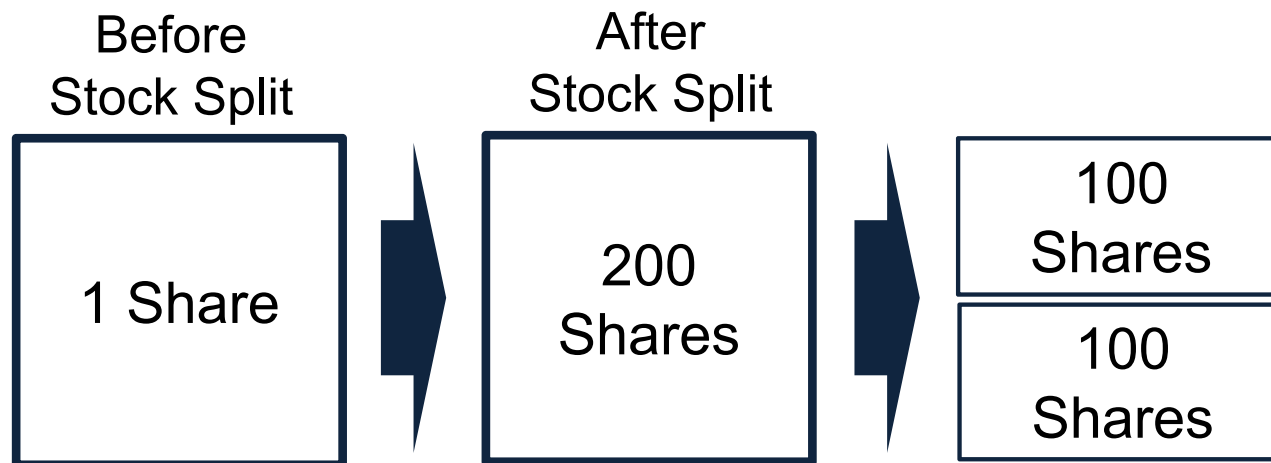 Before
Stock Split
After
Stock Split
1 Share
200
Shares
100
Shares
100
Shares